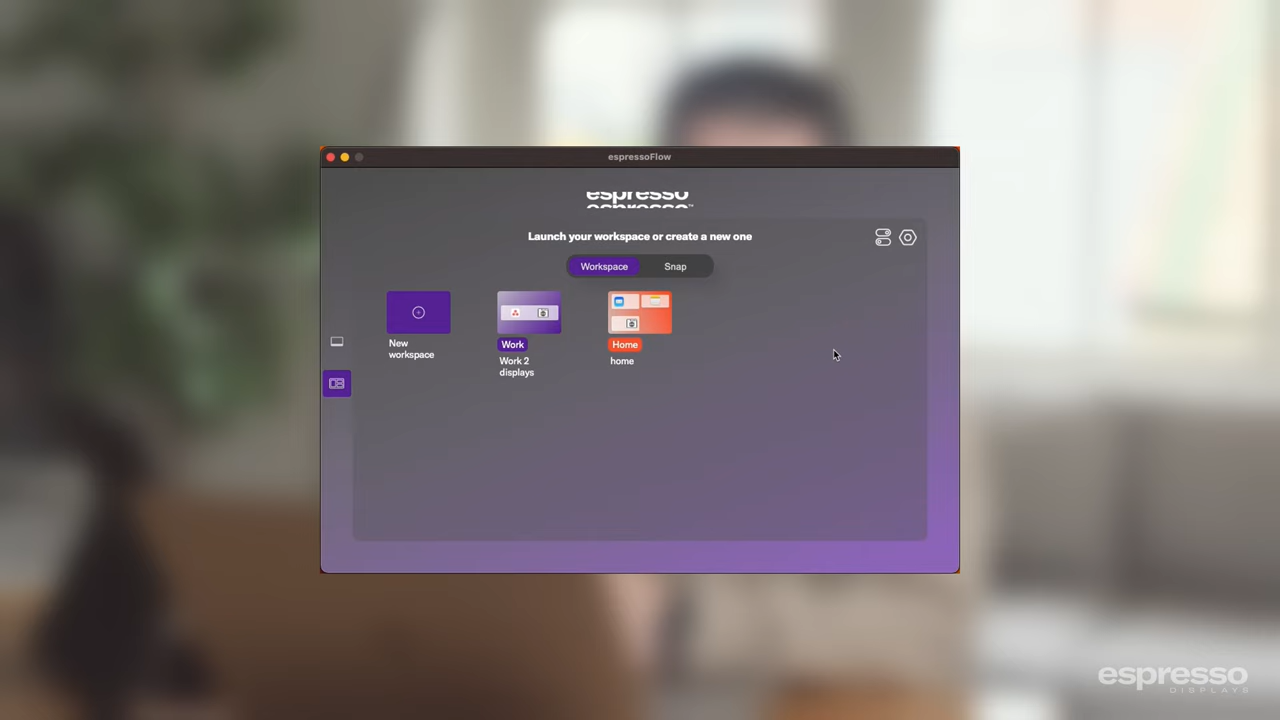 espressoFlow
espresso
espresso™
Launch your workspace or create a new one
Workspace
Snap
New
workspace
Work
Work 2
displays
Home
home
espresso
DISPLAYS